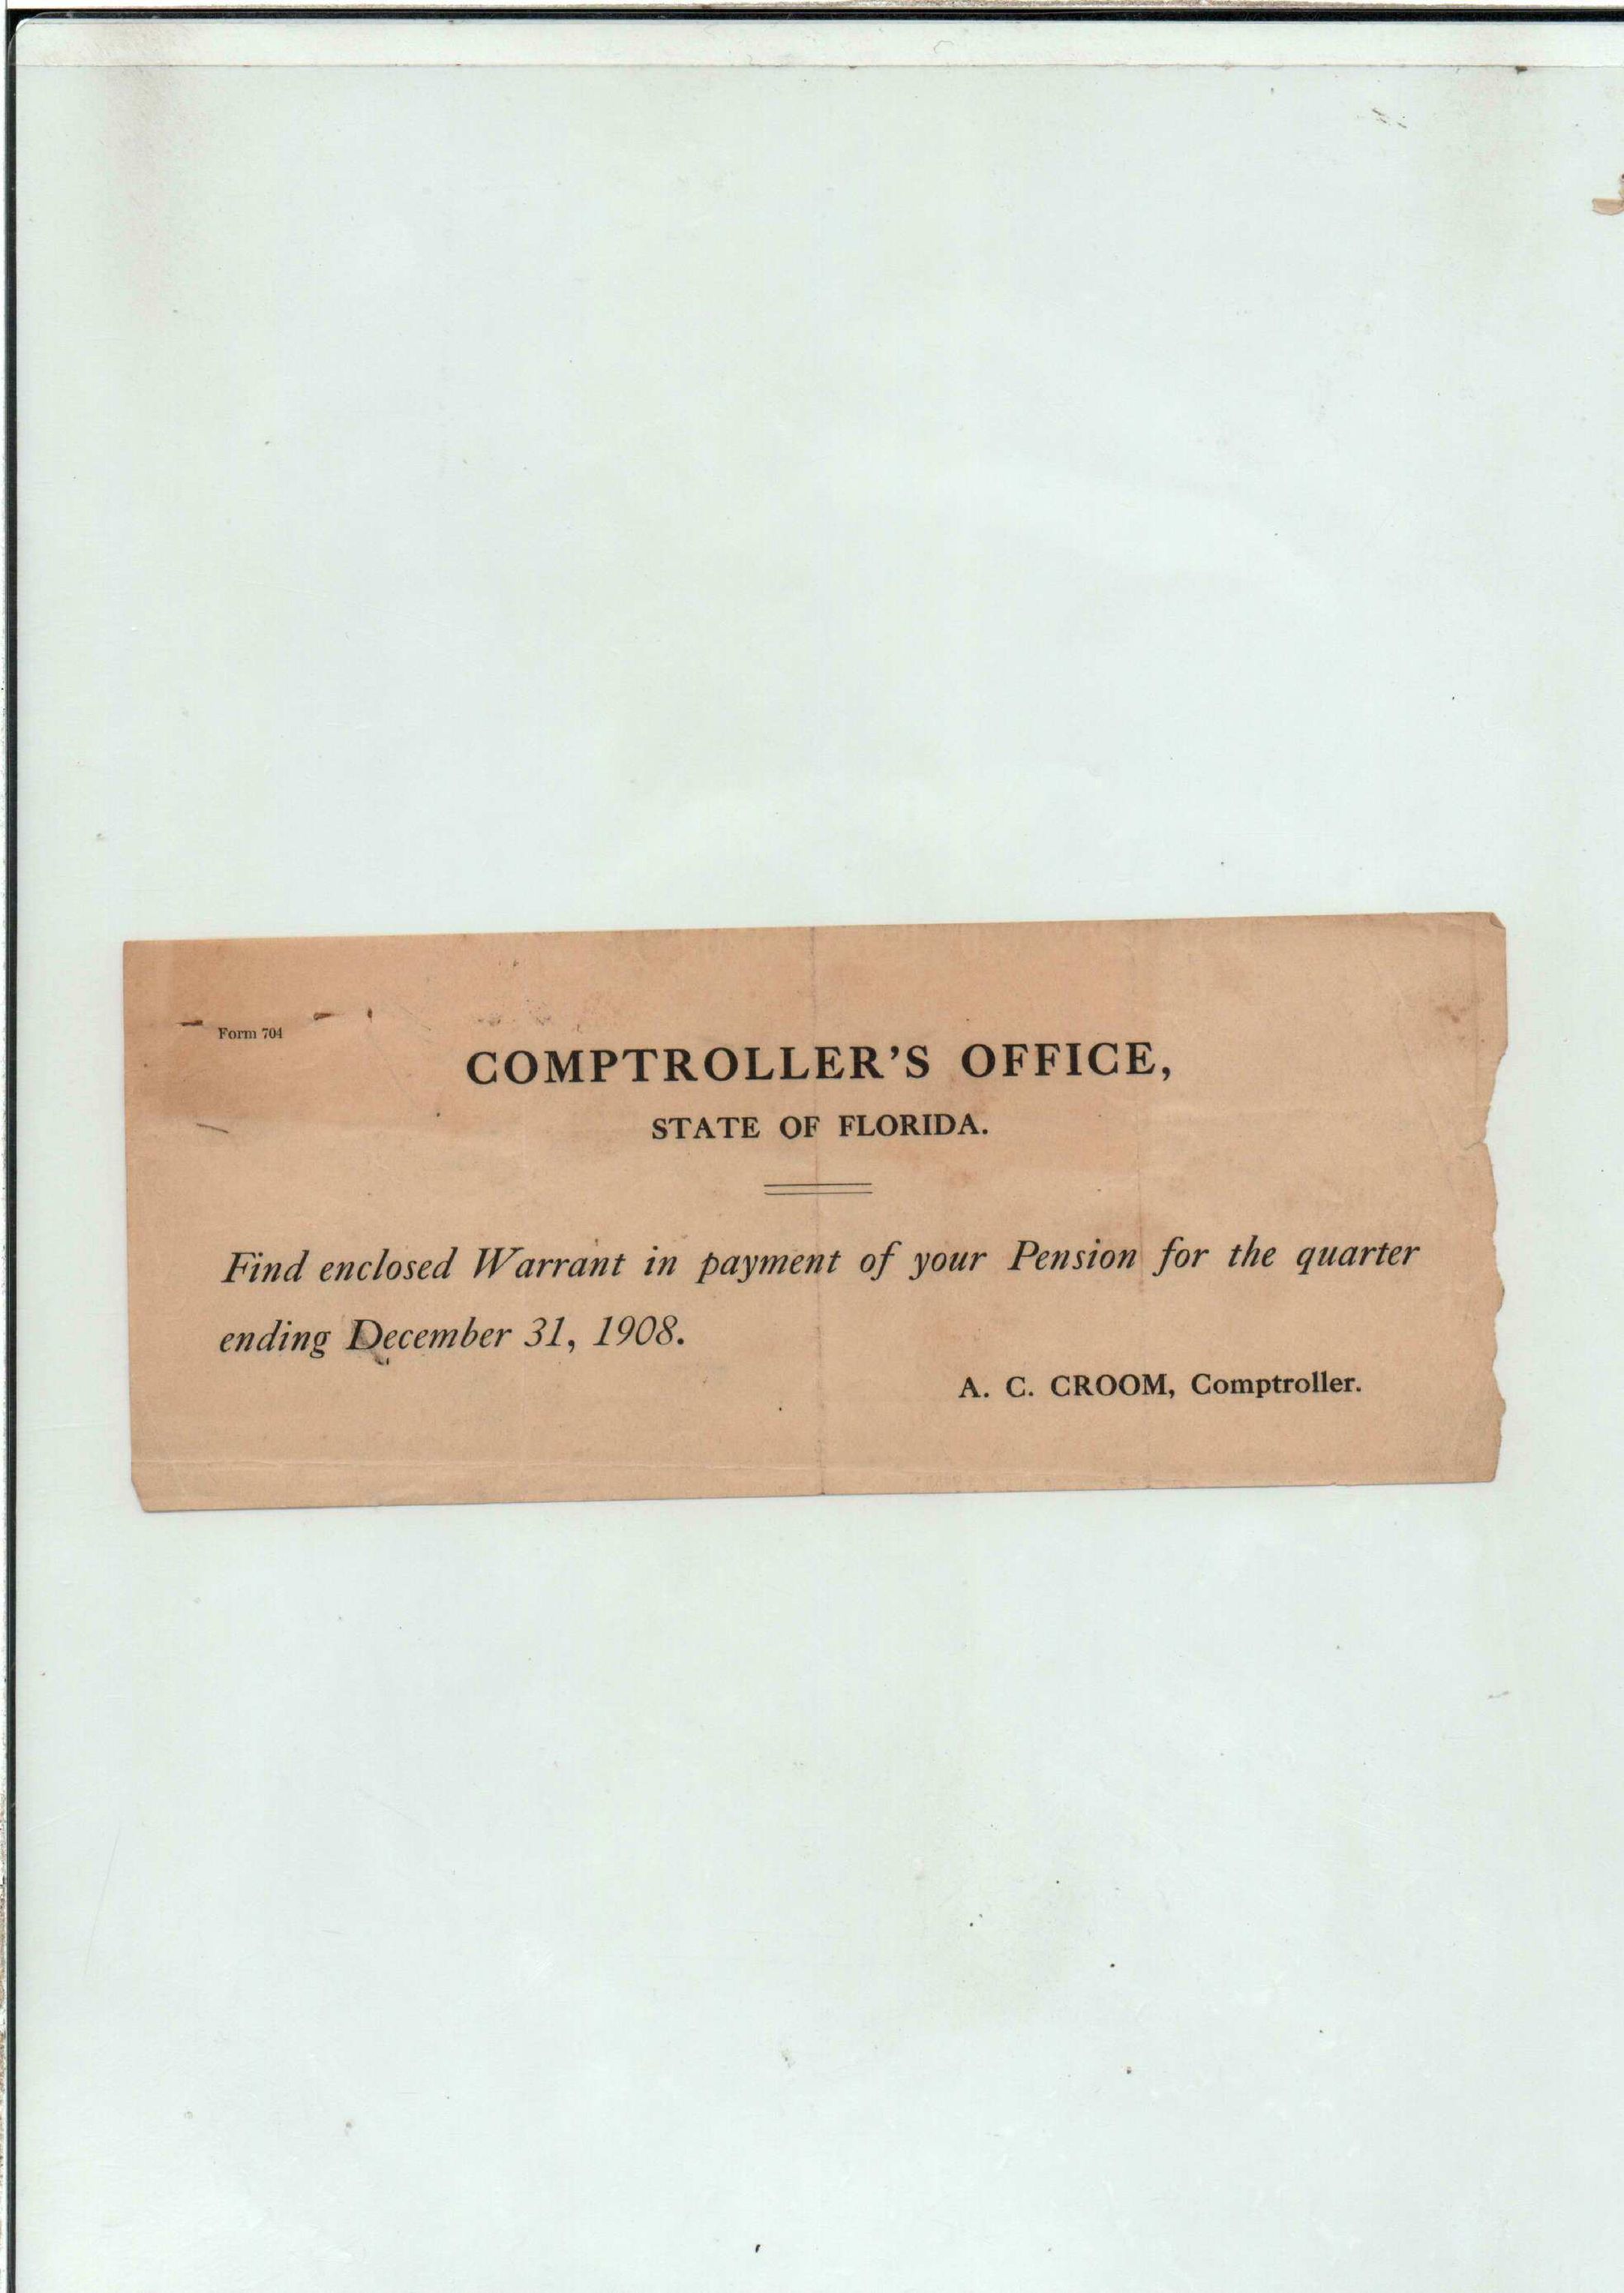 Form 704
COMPTROLLER'S OFFICE,
STATE OF FLORIDA.
Find enclosed Warrant in payment of your Pension for the quarter
ending December 31, 1908.
A. C. CROOM, Comptroller.